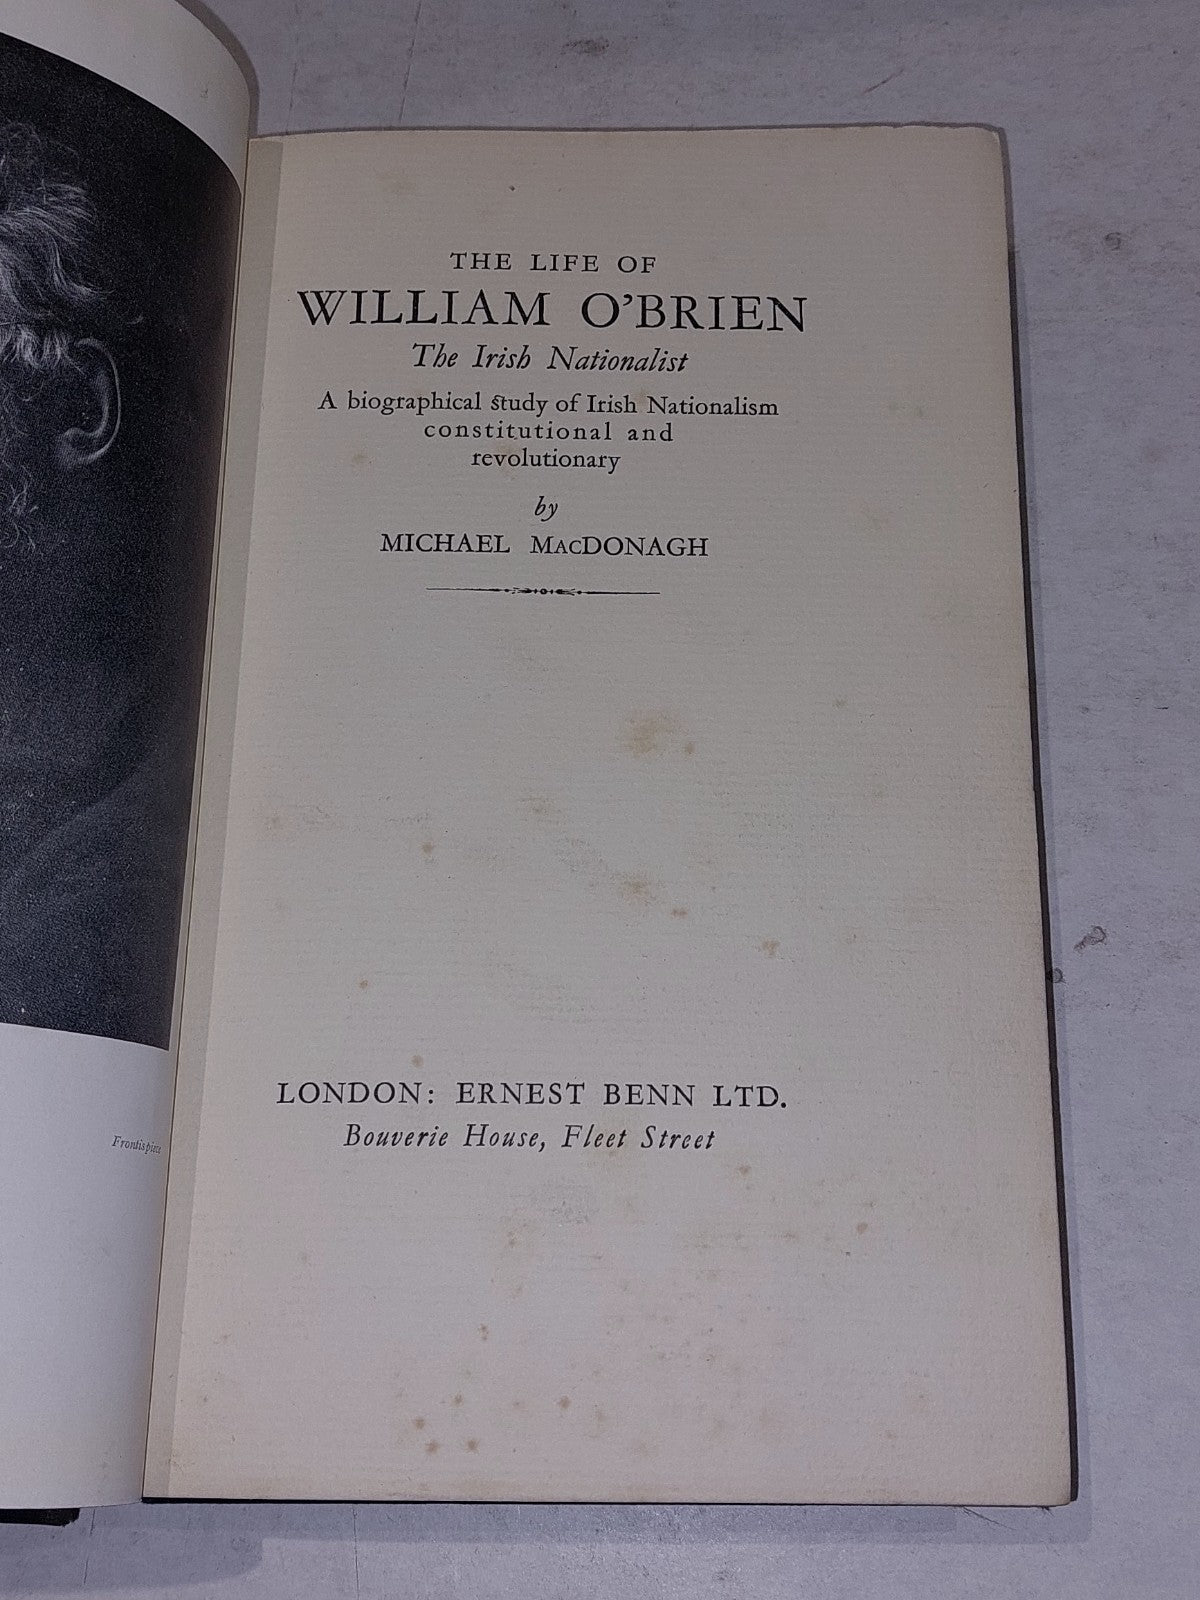 THE LIFE OF
WILLIAM O'BRIEN
The Irish Nationalist
A biographical study of Irish Nationalism
constitutional and
revolutionary
by
MICHAEL MACDONAGH
LONDON: ERNEST BENN LTD.
Bouverie House, Fleet Street
Frontispiece